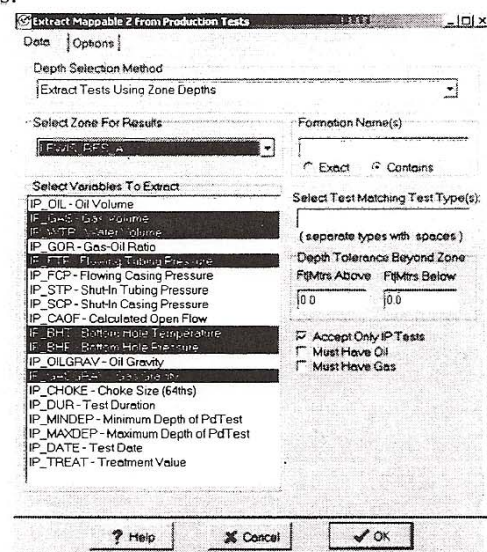 s.
Extract Mappable Z From Production Tests
Data
Options
Depth Selection Method
Extract Tests Using Zone Depths
Select Zone For Results
LEWIS_RES_A
Formation Name(s)
Exact
Contains
Select Variables To Extract
IP_OIL - Oil Volume
IP_GAS - Gas Volume
IP_WTR - Water Volume
IP_GOR - Gas-Oil Ratio
IP_FTP - Flowing Tubing Pressure
IP_FCP - Flowing Casing Pressure
IP_STP - Shut-In Tubing Pressure
IP_SCP - Shut-In Casing Pressure
IP_CAOF - Calculated Open Flow
IP_BHT - Bottom Hole Temperature
IP_BHP - Bottom Hole Pressure
IP_OILGRAV - Oil Gravity
IP_GASGRAV - Gas Gravity
IP_CHOKE - Choke Size (64ths)
IP_DUR - Test Duration
IP_MINDEP - Minimum Depth of PdTest
IP_MAXDEP - Maximum Depth of PdTest
IP_DATE - Test Date
IP_TREAT - Treatment Value
Select Test Matching Test Type(s):
(separate types with spaces)
Depth Tolerance Beyond Zone
Ft|Mtrs Above
Ft|Mtrs Below
0.0
0.0
Accept Only IP Tests
Must Have Oil
Must Have Gas
? Help
Cancel
OK